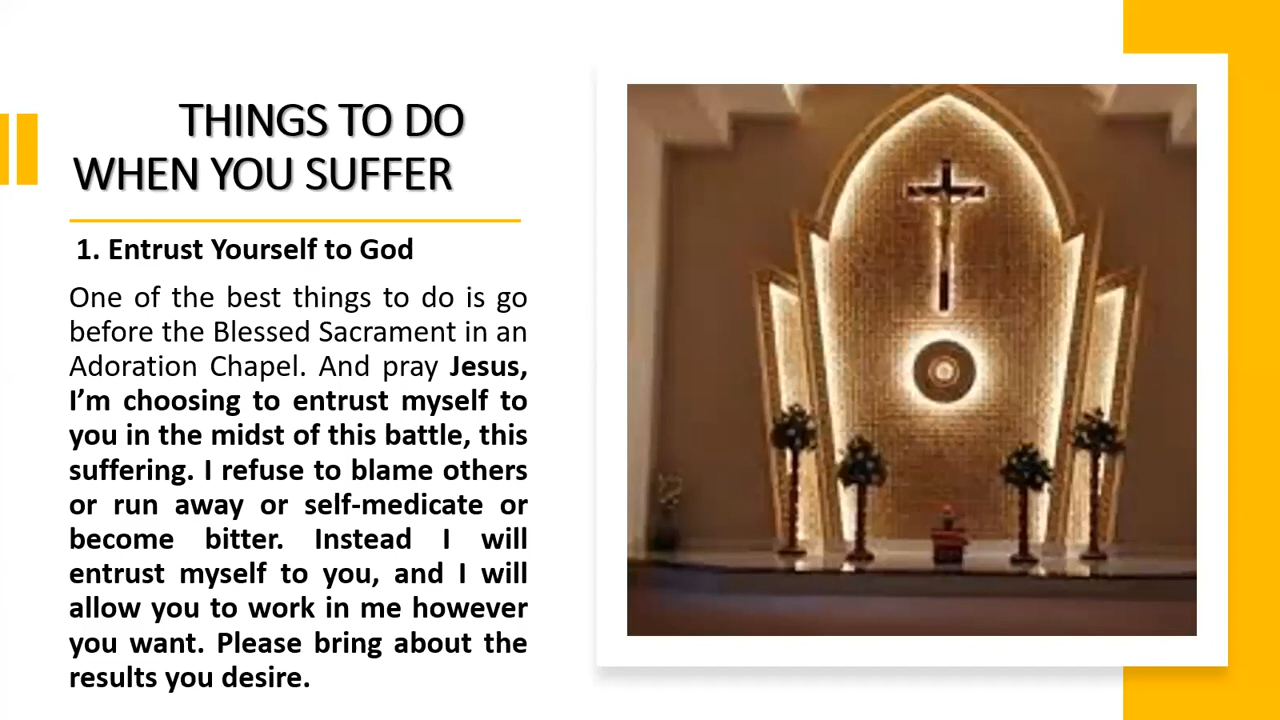 THINGS TO DO
WHEN YOU SUFFER
1. Entrust Yourself to God
One of the best things to do is go
before the Blessed Sacrament in an
Adoration Chapel. And pray Jesus,
I’m choosing to entrust myself to
you in the midst of this battle, this
suffering. I refuse to blame others
or run away or self-medicate or
become bitter. Instead I will
entrust myself to you, and I will
allow you to work in me however
you want. Please bring about the
results you desire.